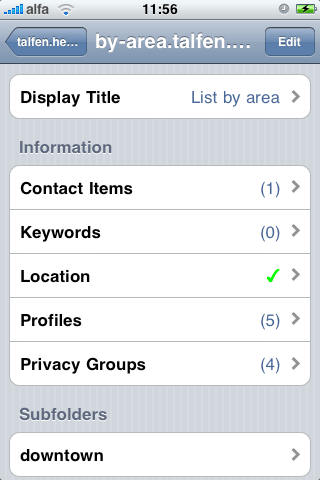 alfa 11:56
talfen.he... by-area.talfen.... Edit
Display Title List by area
Information
Contact Items (1)
Keywords (0)
Location ✓
Profiles (5)
Privacy Groups (4)
Subfolders
downtown